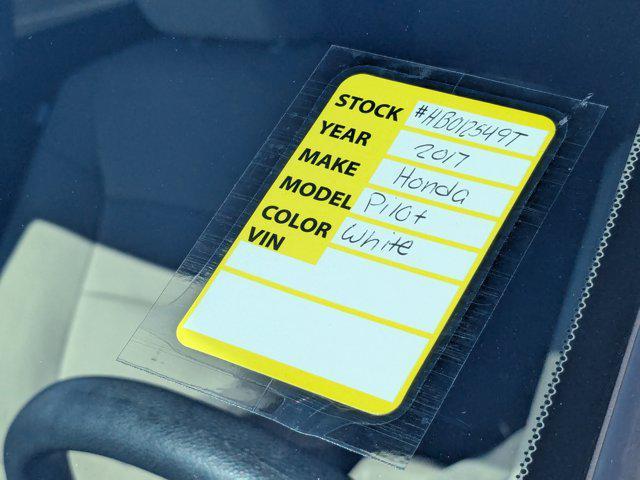 STOCK #HB012549T
YEAR 2017
MAKE Honda
MODEL Pilot
COLOR White
VIN